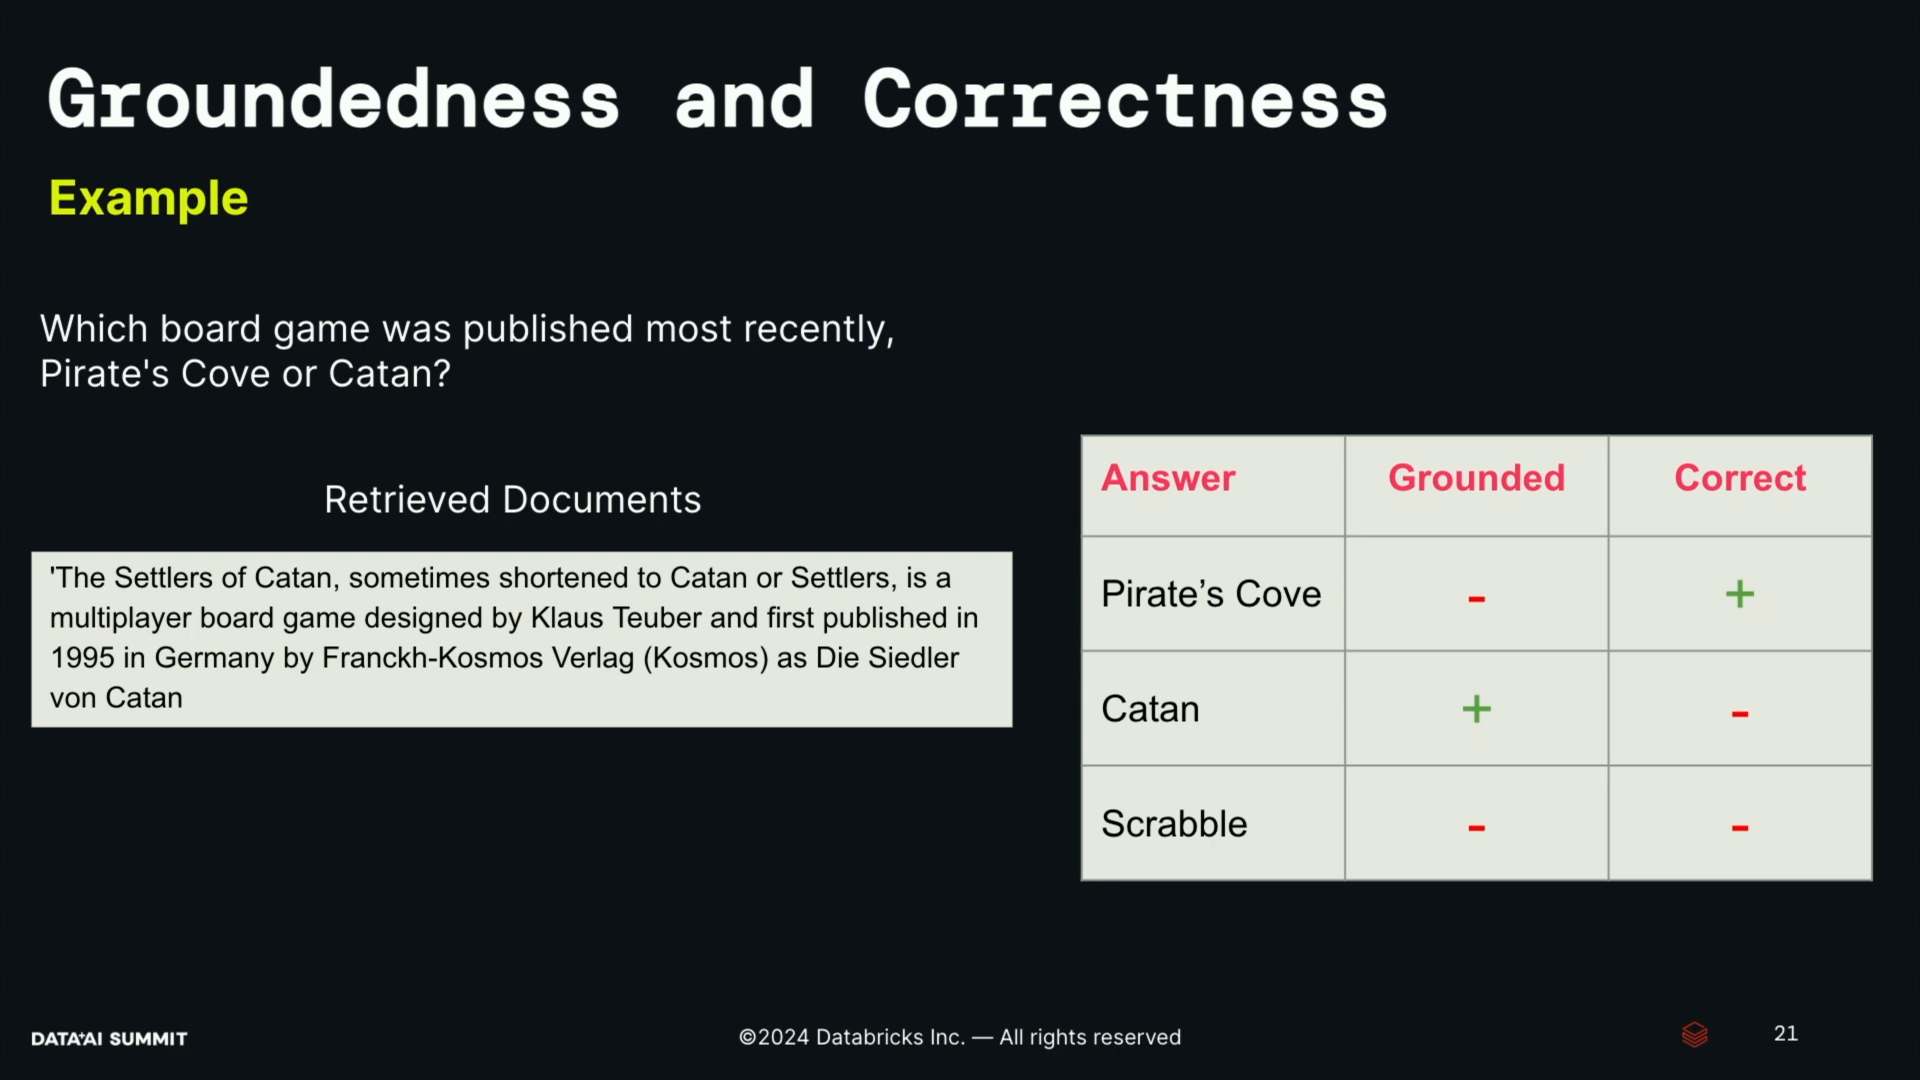 Groundedness and Correctness
Example
Which board game was published most recently,
Pirate's Cove or Catan?
Retrieved Documents
'The Settlers of Catan, sometimes shortened to Catan or Settlers, is a
multiplayer board game designed by Klaus Teuber and first published in
1995 in Germany by Franckh-Kosmos Verlag (Kosmos) as Die Siedler
von Catan
Answer Grounded Correct
Pirate’s Cove - +
Catan + -
Scrabble - -
DATA+AI SUMMIT
©2024 Databricks Inc. — All rights reserved
21